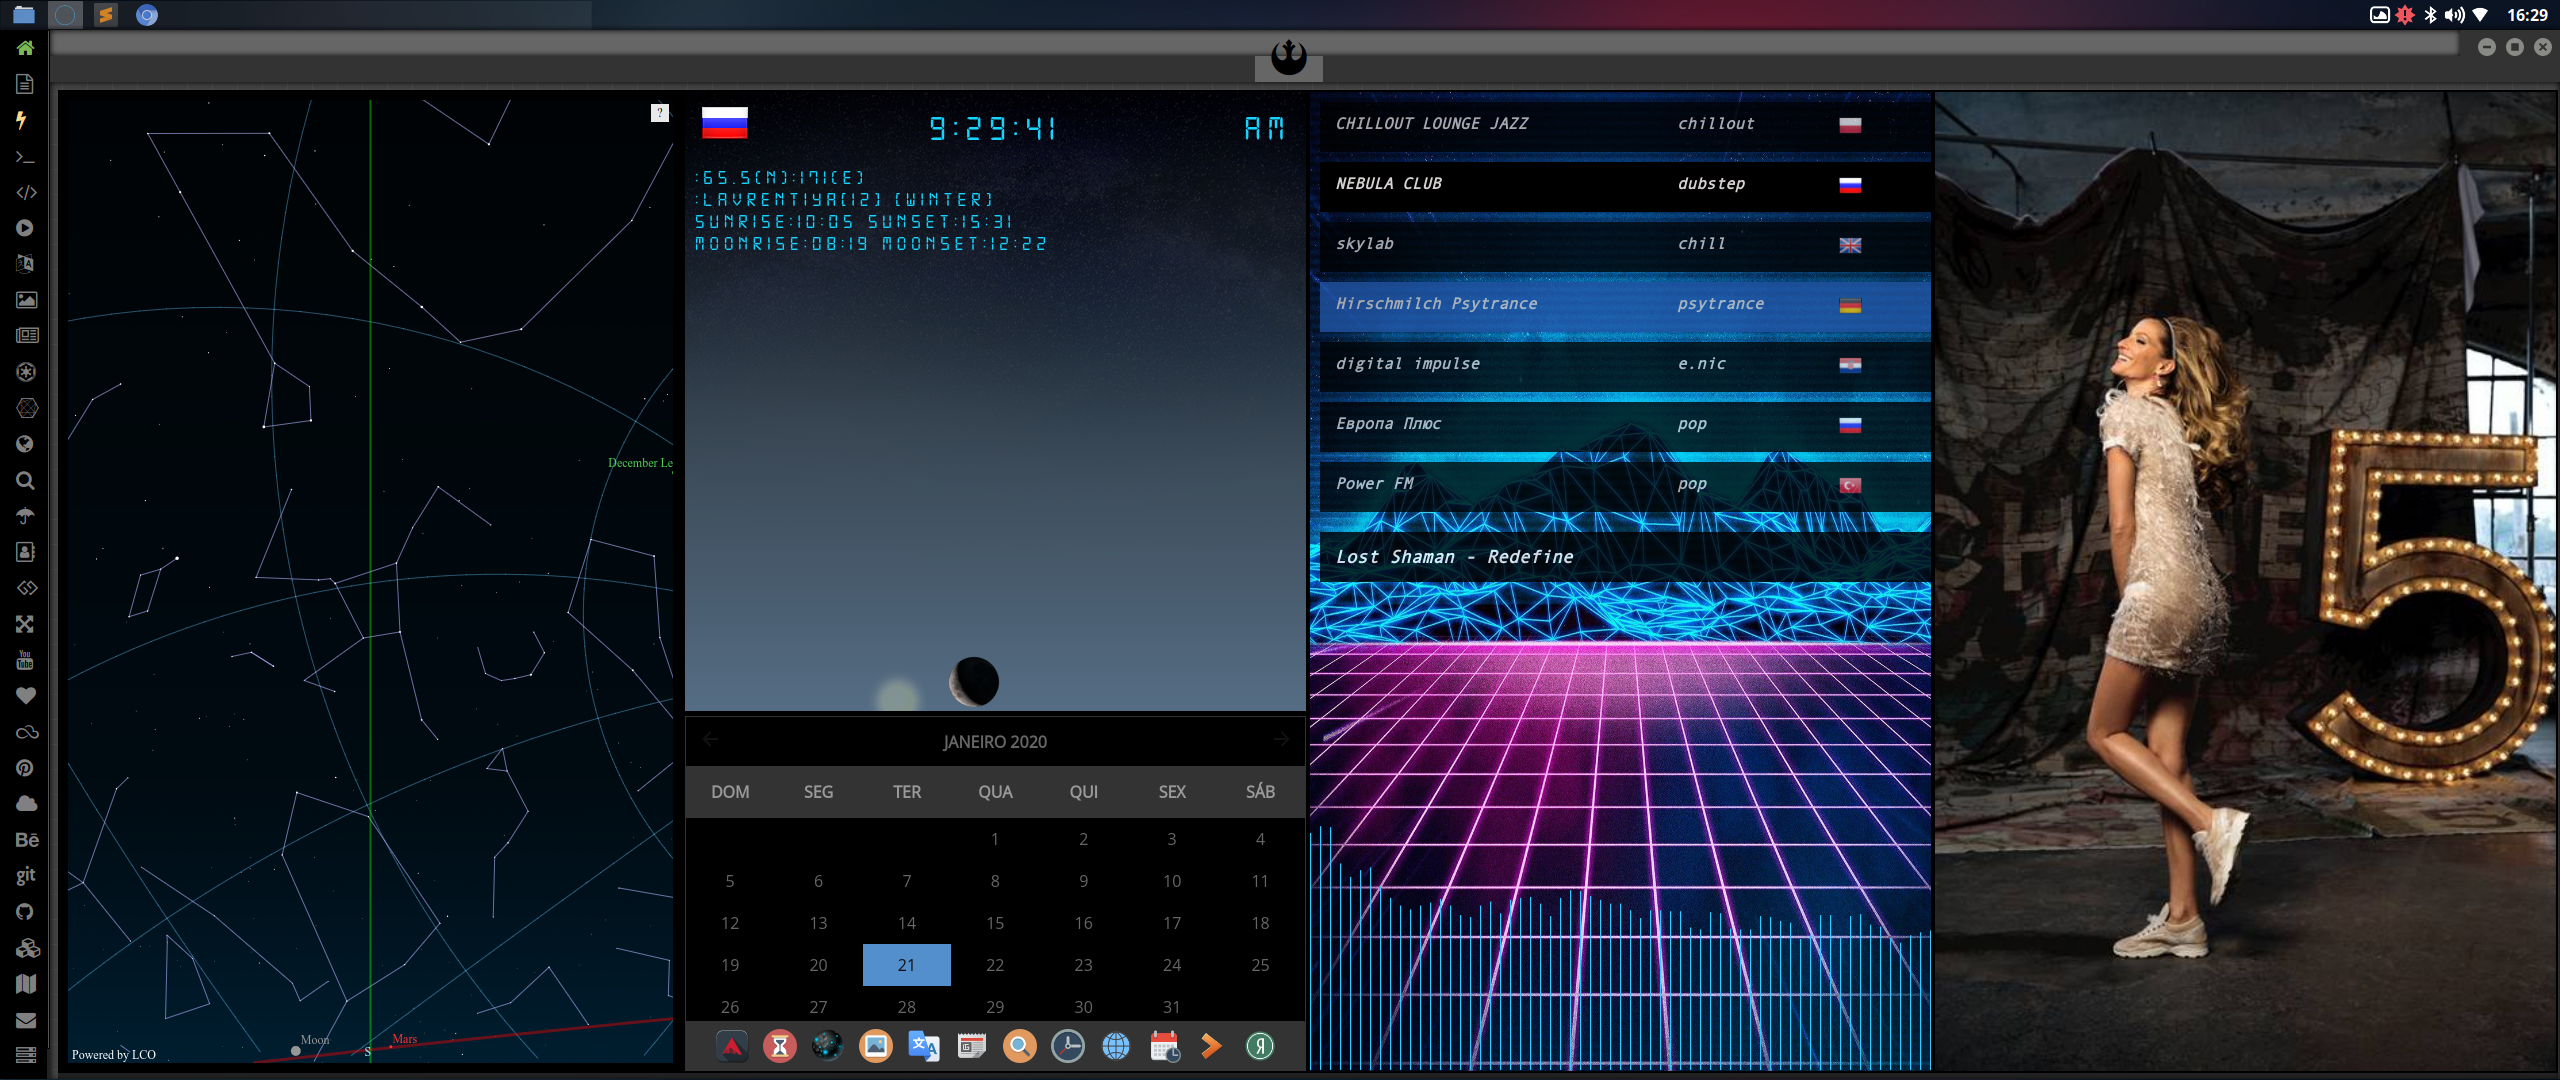 16:29
?
December Le
Moon
Mars
S
Powered by LCO
You
Tube
Bē
git
9:29:41
AM
:65.5(N):171(E)
:LAVRENTIYA(12) (WINTER)
SUNRISE:10:05 SUNSET:15:31
MOONRISE:08:19 MOONSET:12:22
JANEIRO 2020
DOM SEG TER QUA QUI SEX SÁB
1 2 3 4
5 6 7 8 9 10 11
12 13 14 15 16 17 18
19 20 21 22 23 24 25
26 27 28 29 30 31
CHILLOUT LOUNGE JAZZ chillout
NEBULA CLUB dubstep
skylab chill
Hirschmilch Psytrance psytrance
digital impulse e.nic
Европа Плюс pop
Power FM pop
Lost Shaman - Redefine
5